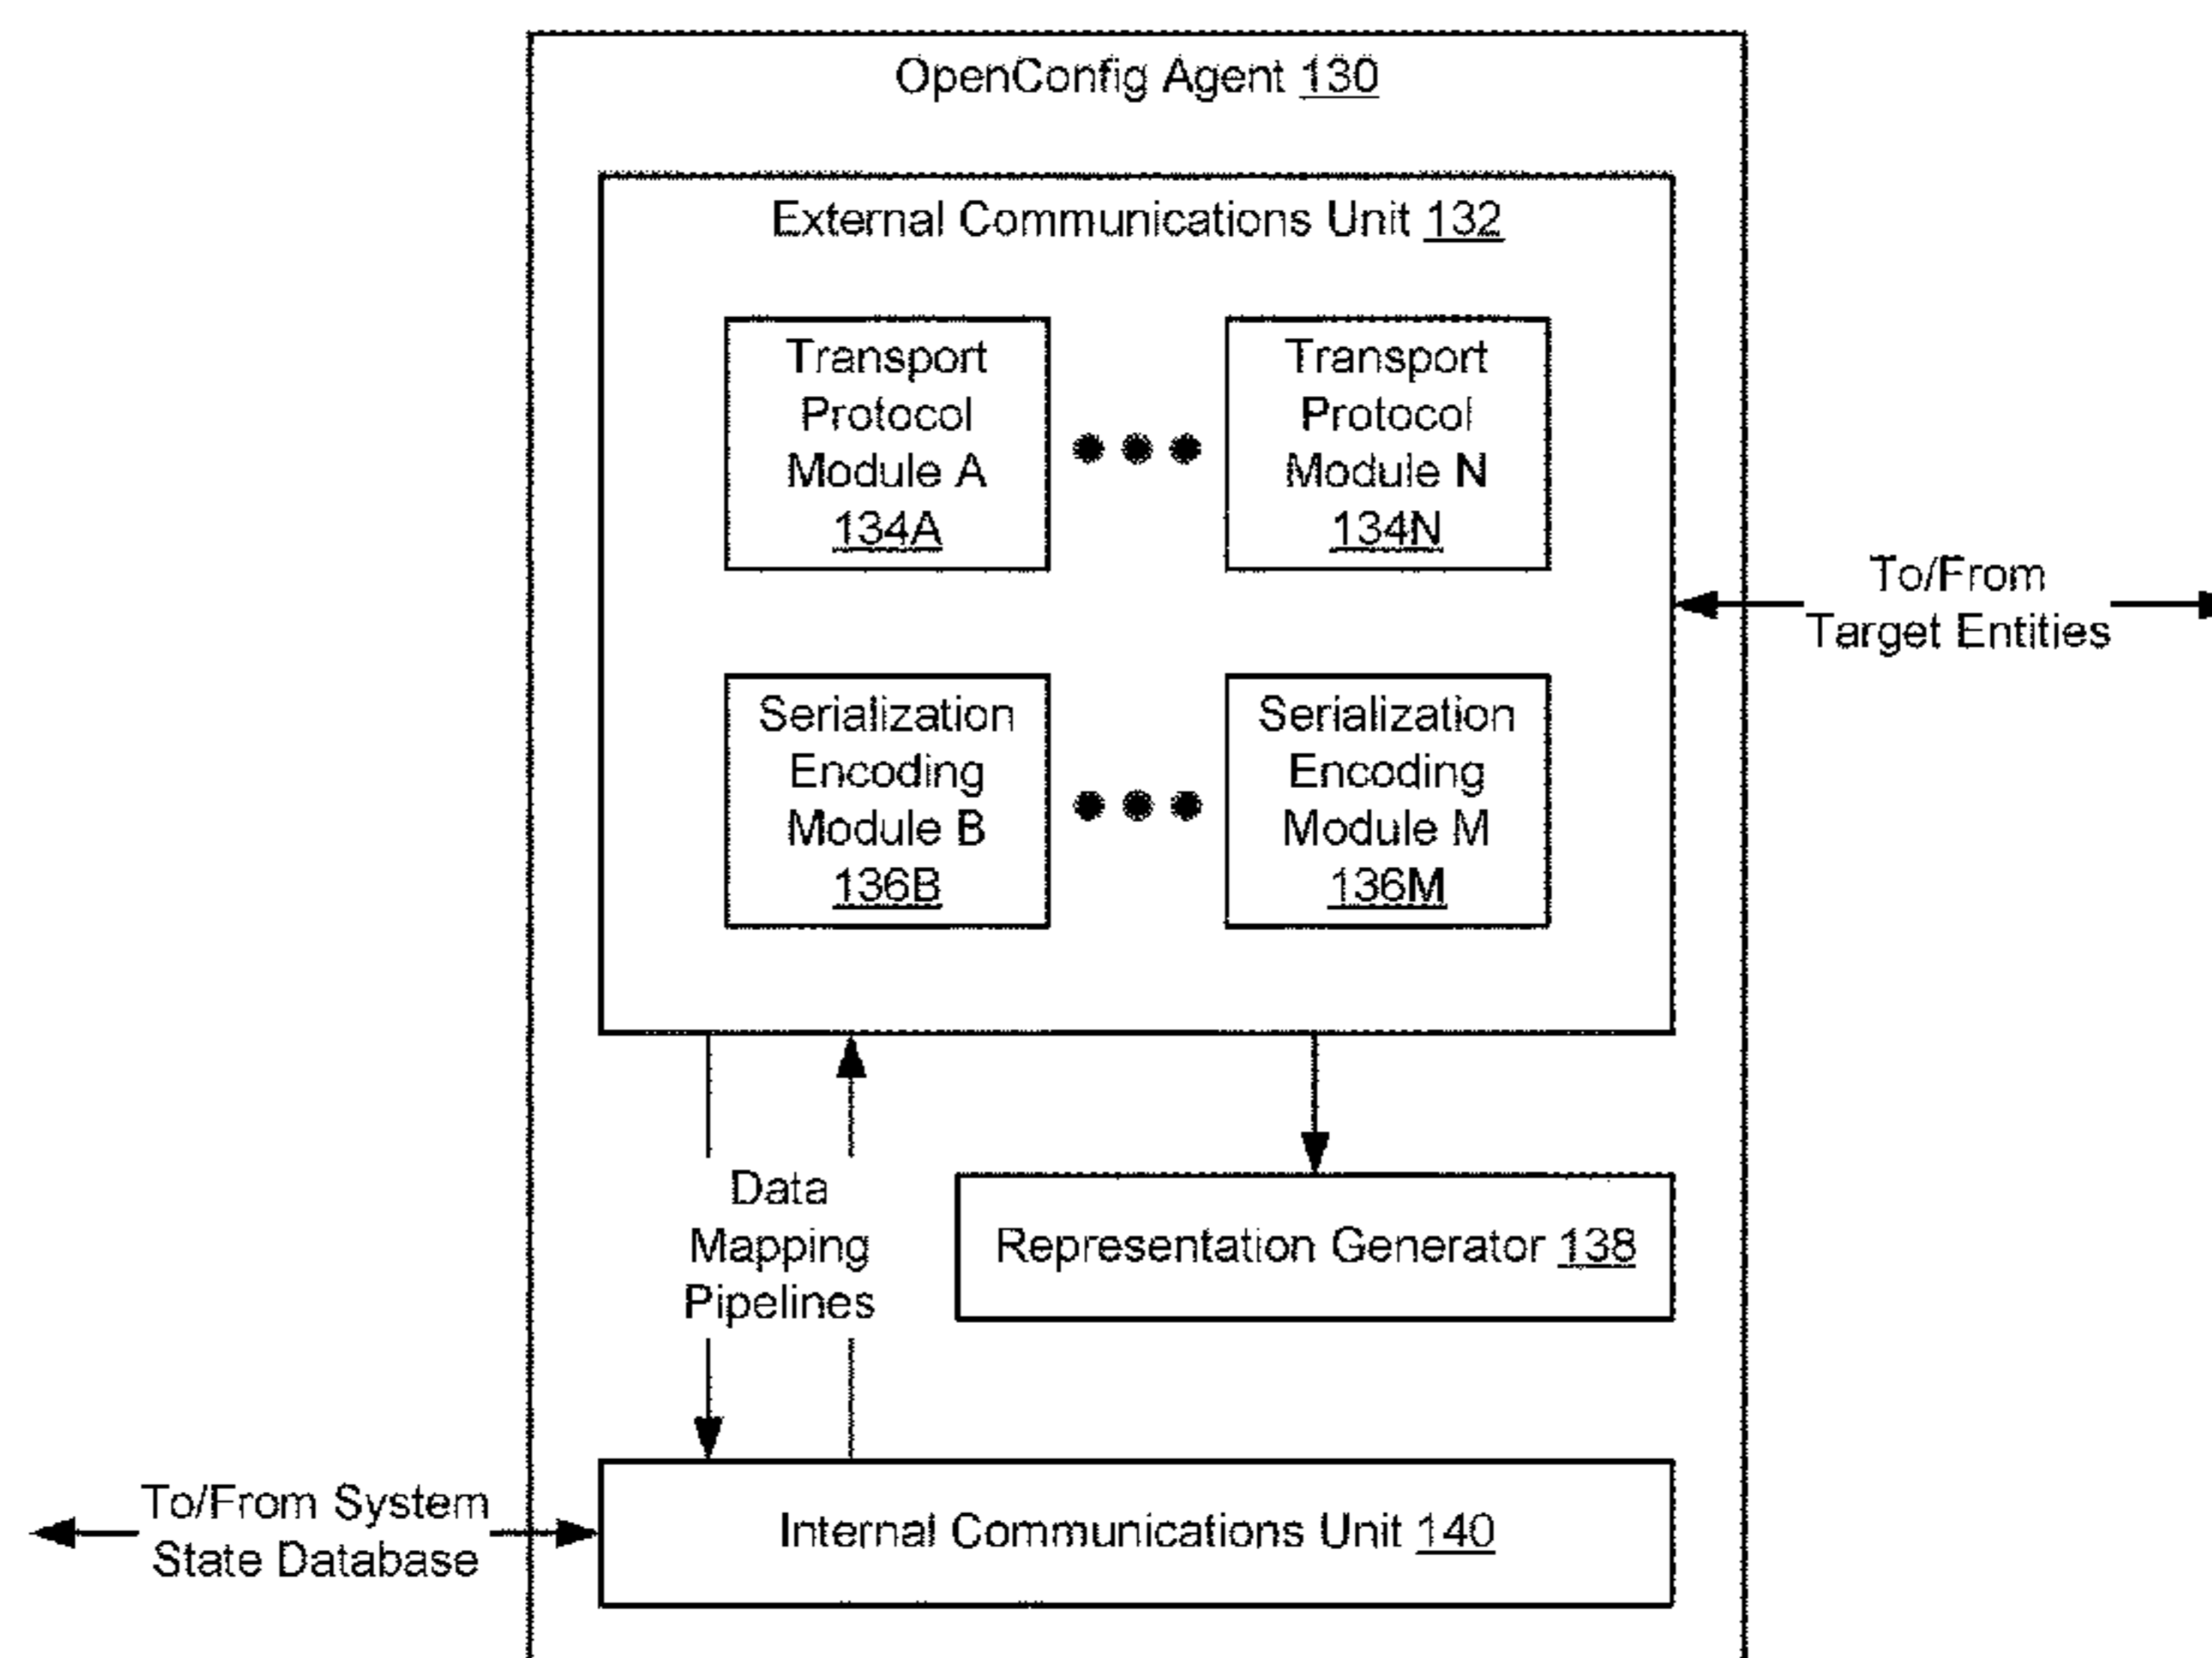 OpenConfig Agent 130
External Communications Unit 132
Transport
Protocol
Module A
134A
Transport
Protocol
Module N
134N
To/From
Target Entities
Serialization
Encoding
Module B
136B
Serialization
Encoding
Module M
136M
Data
Mapping
Pipelines
Representation Generator 138
To/From System
State Database
Internal Communications Unit 140